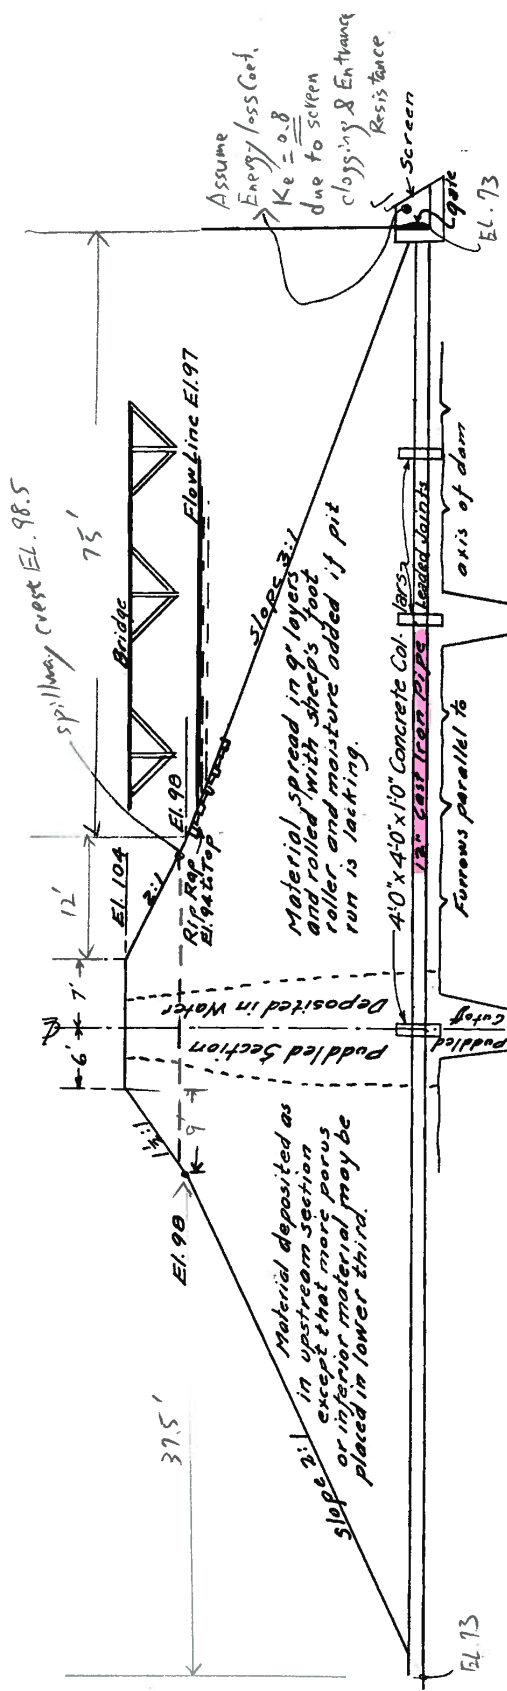 Assume
Energy loss Coef.
Ke = 0.8
due to screen
clogging & Entrance
Resistance
Screen
gate
EL. 73
75'
Bridge
Flow Line El. 97
spillway crest EL. 98.5
El. 98
Rip Rap
El. 94 to Top
Slope 3:1
12'
El. 104
2:1
7'
6'
Material spread in 9" layers
and rolled with sheep's foot
roller and moisture added if pit
run is lacking.
4'0" x 4'-0 x 1'0" Concrete Collars
12" Cast Iron Pipe
Leaded Joints
Furrows parallel to
axis of dam
Deposited in Water
Puddled Section
Puddled
Cutoff
1½:1
9'
El. 98
Material deposited as
in upstream section
except that more porus
or inferior material may be
placed in lower third.
37.5'
Slope 2:1
EL. 73